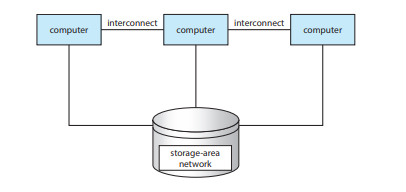 computer
interconnect
computer
interconnect
computer
storage-area
network